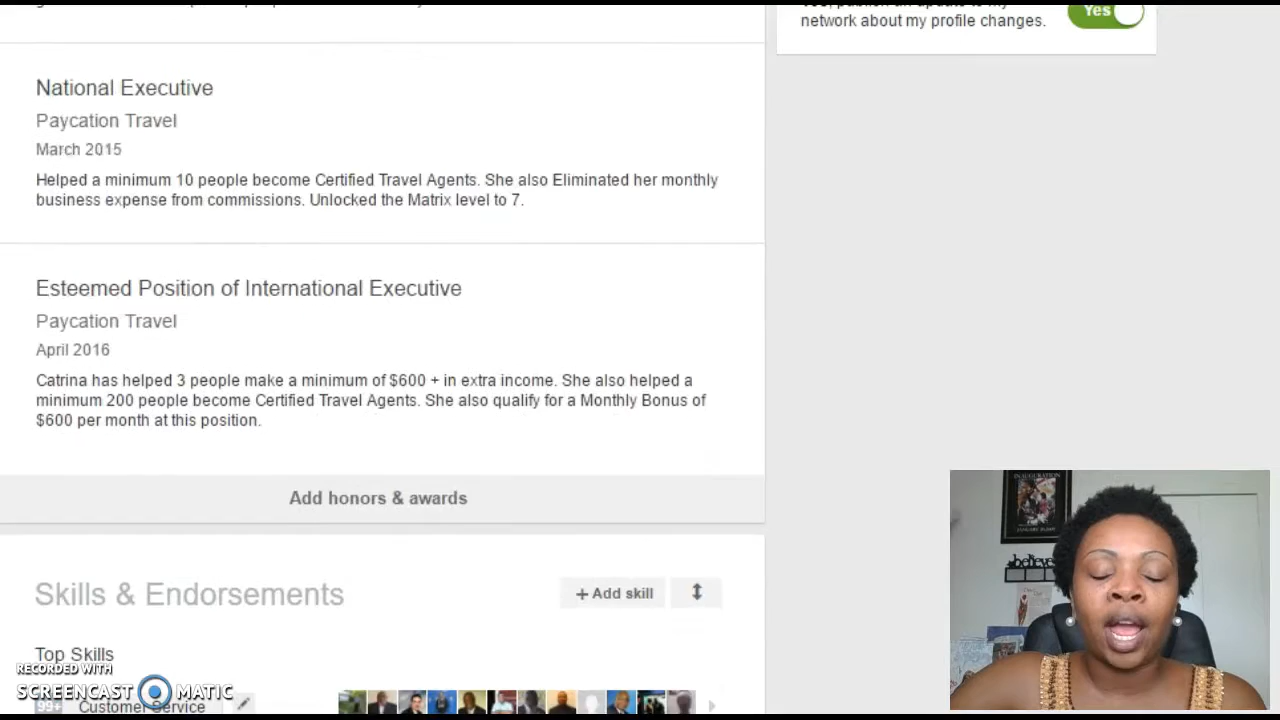 network about my profile changes.
Yes
National Executive
Paycation Travel
March 2015
Helped a minimum 10 people become Certified Travel Agents. She also Eliminated her monthly
business expense from commissions. Unlocked the Matrix level to 7.
Esteemed Position of International Executive
Paycation Travel
April 2016
Catrina has helped 3 people make a minimum of $600 + in extra income. She also helped a
minimum 200 people become Certified Travel Agents. She also qualify for a Monthly Bonus of
$600 per month at this position.
Add honors & awards
Skills & Endorsements
+ Add skill
Top Skills
99+ Customer Service
RECORDED WITH
SCREENCAST MATIC
INAUGURATION
believe